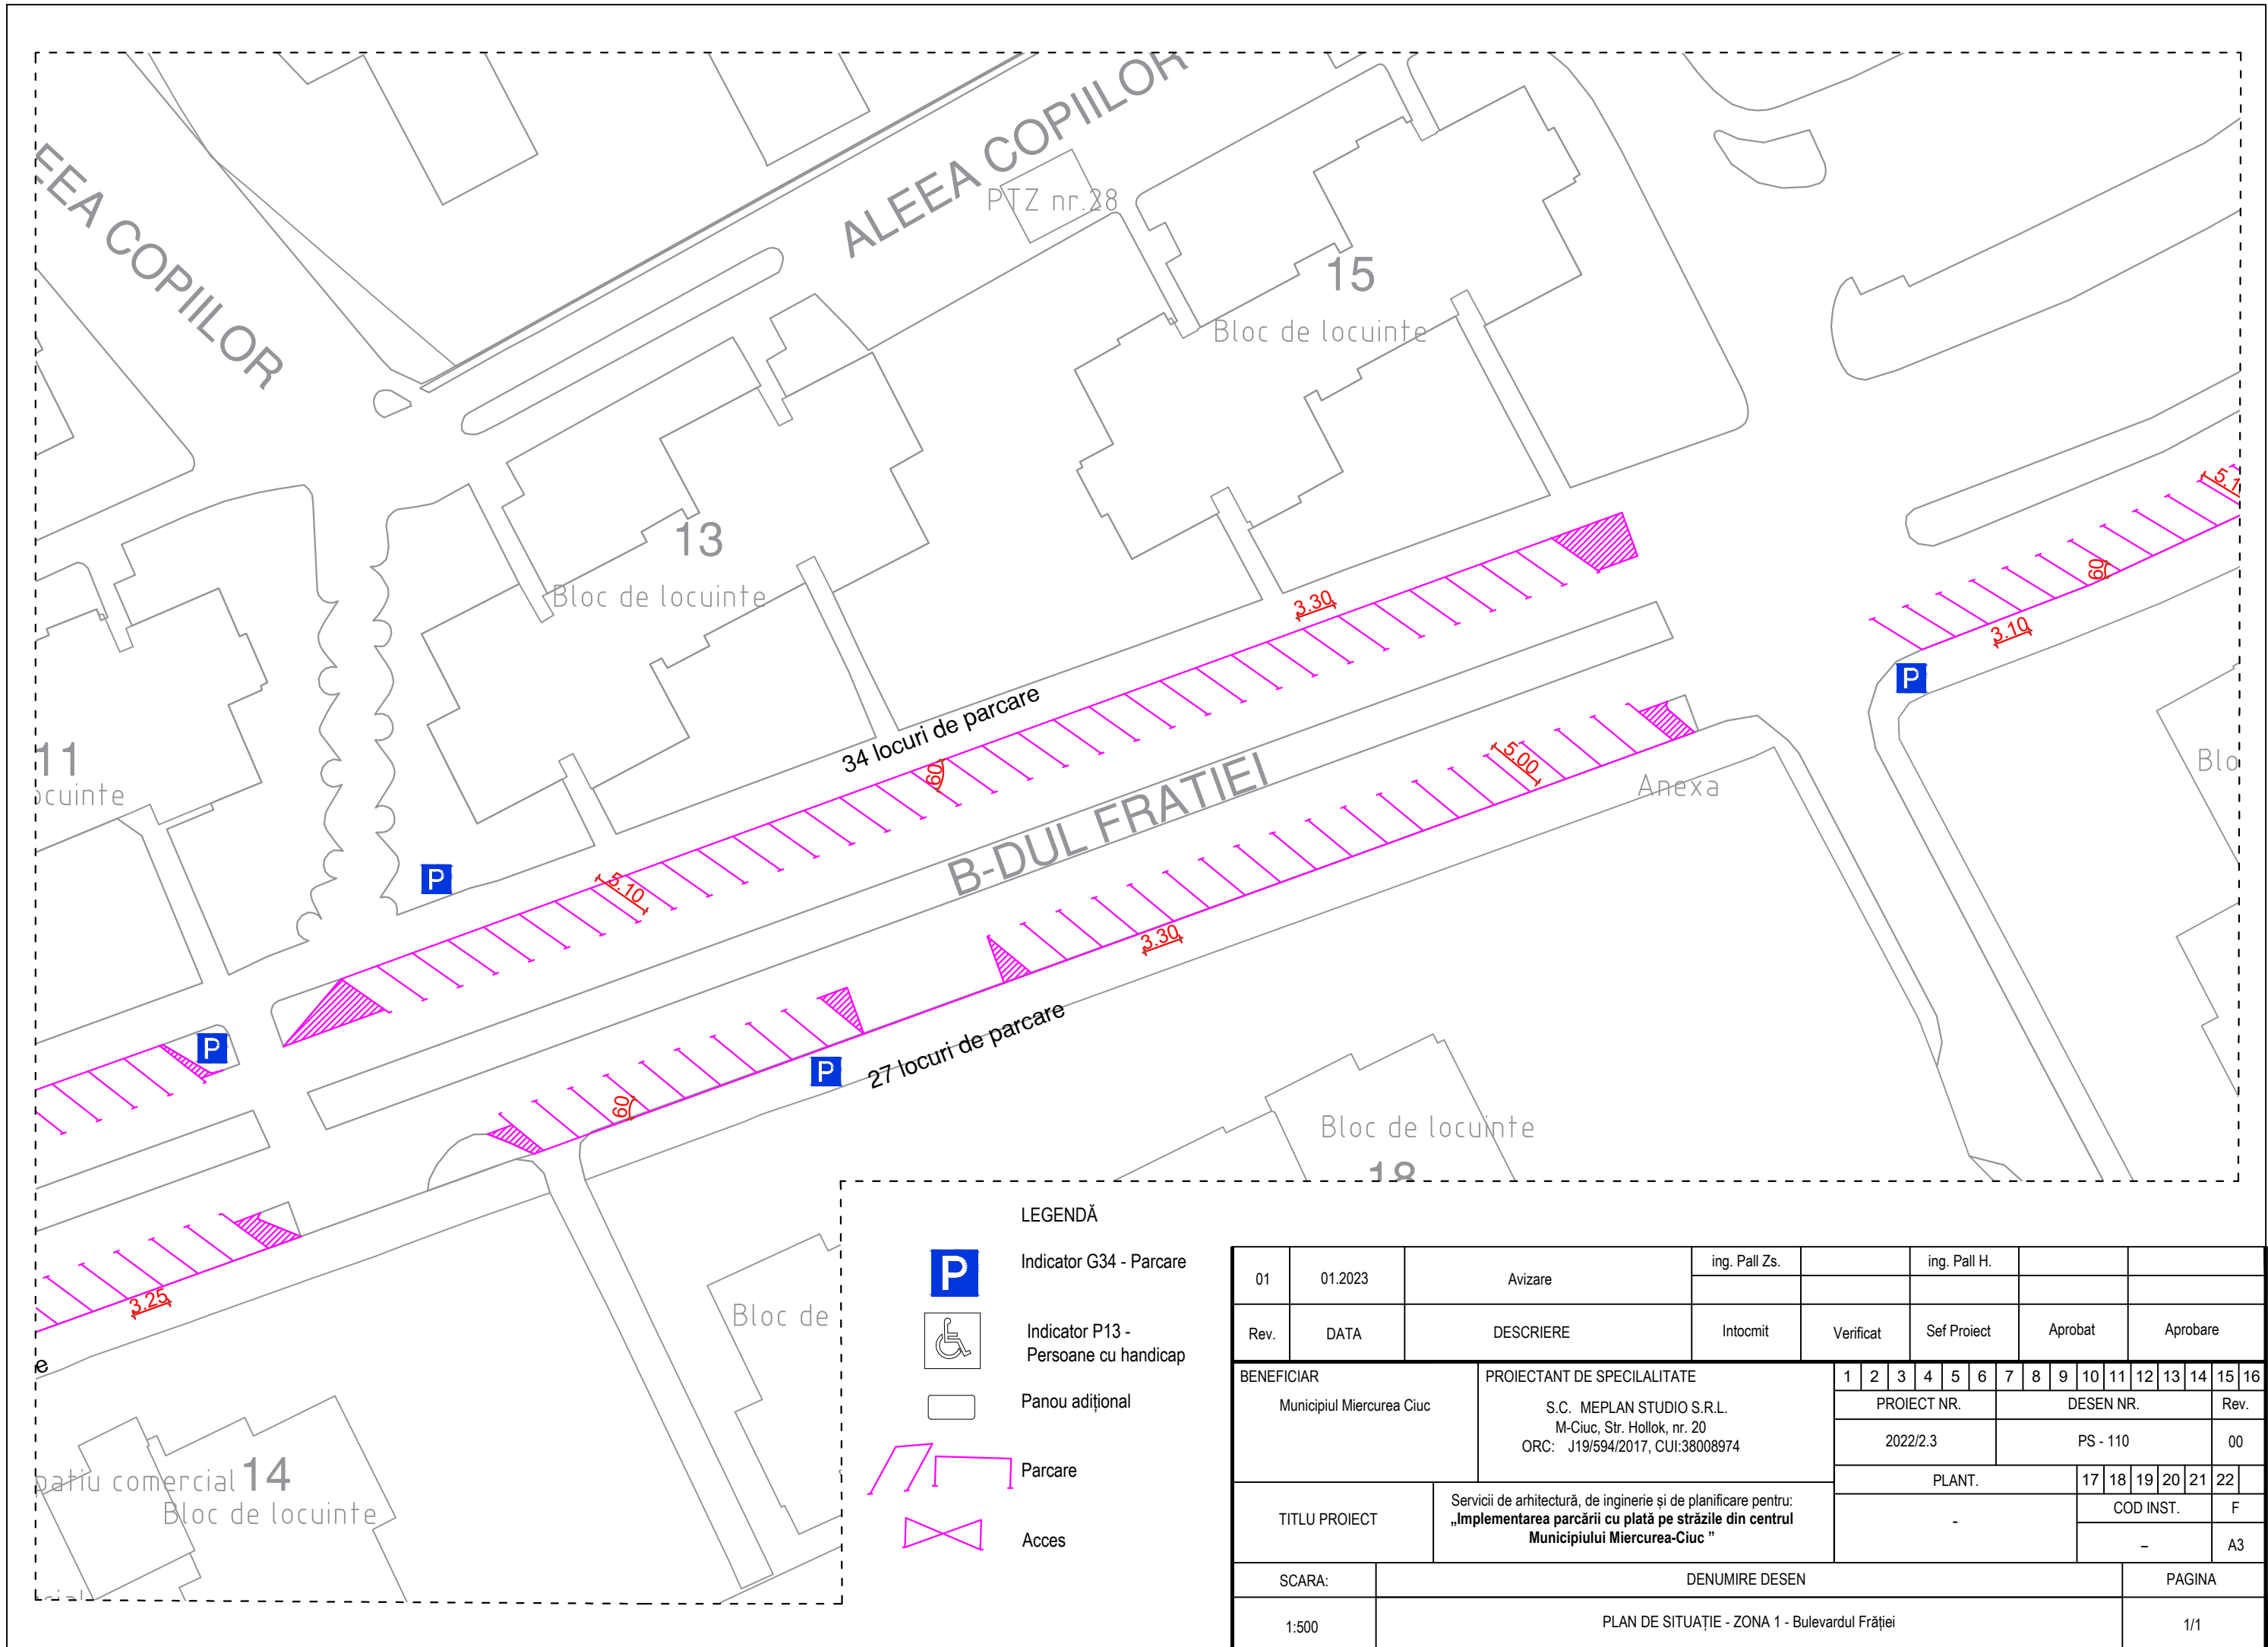 EEA COPIILOR
ALEEA COPIILOR
PTZ nr.28
15
Bloc de locuinte
13
Bloc de locuinte
11
ocuinte
5.1
60
3.10
P
Blo
3.30
34 locuri de parcare
60
B-DUL FRATIEI
5.00
Anexa
P
5.10
3.30
P
P
27 locuri de parcare
60
Bloc de locuinte
18
3.25
e
Bloc de
patiu comercial 14
Bloc de locuinte
LEGENDĂ
P
Indicator G34 - Parcare
Indicator P13 -
Persoane cu handicap
Panou adițional
Parcare
Acces
01 01.2023 Avizare ing. Pall Zs. ing. Pall H.
Rev. DATA DESCRIERE Intocmit Verificat Sef Proiect Aprobat Aprobare
BENEFICIAR
Municipiul Miercurea Ciuc
PROIECTANT DE SPECILALITATE
S.C. MEPLAN STUDIO S.R.L.
M-Ciuc, Str. Hollok, nr. 20
ORC: J19/594/2017, CUI:38008974
1 2 3 4 5 6 7 8 9 10 11 12 13 14 15 16
PROIECT NR. DESEN NR. Rev.
2022/2.3 PS - 110 00
PLANT. 17 18 19 20 21 22
- COD INST. F
– A3
TITLU PROIECT
Servicii de arhitectură, de inginerie și de planificare pentru:
„Implementarea parcării cu plată pe străzile din centrul
Municipiului Miercurea-Ciuc ”
SCARA: DENUMIRE DESEN PAGINA
1:500 PLAN DE SITUAȚIE - ZONA 1 - Bulevardul Frăției 1/1